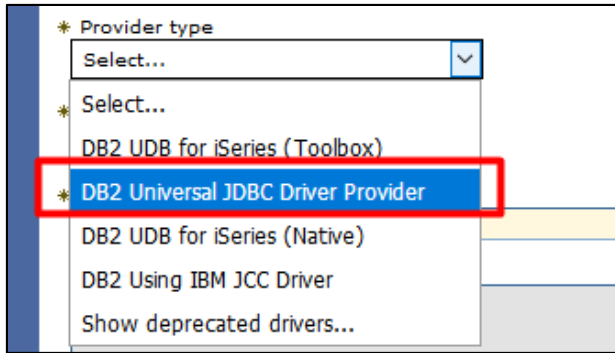 * Provider type
Select...
Select...
*
DB2 UDB for iSeries (Toolbox)
* DB2 Universal JDBC Driver Provider
DB2 UDB for iSeries (Native)
DB2 Using IBM JCC Driver
Show deprecated drivers...